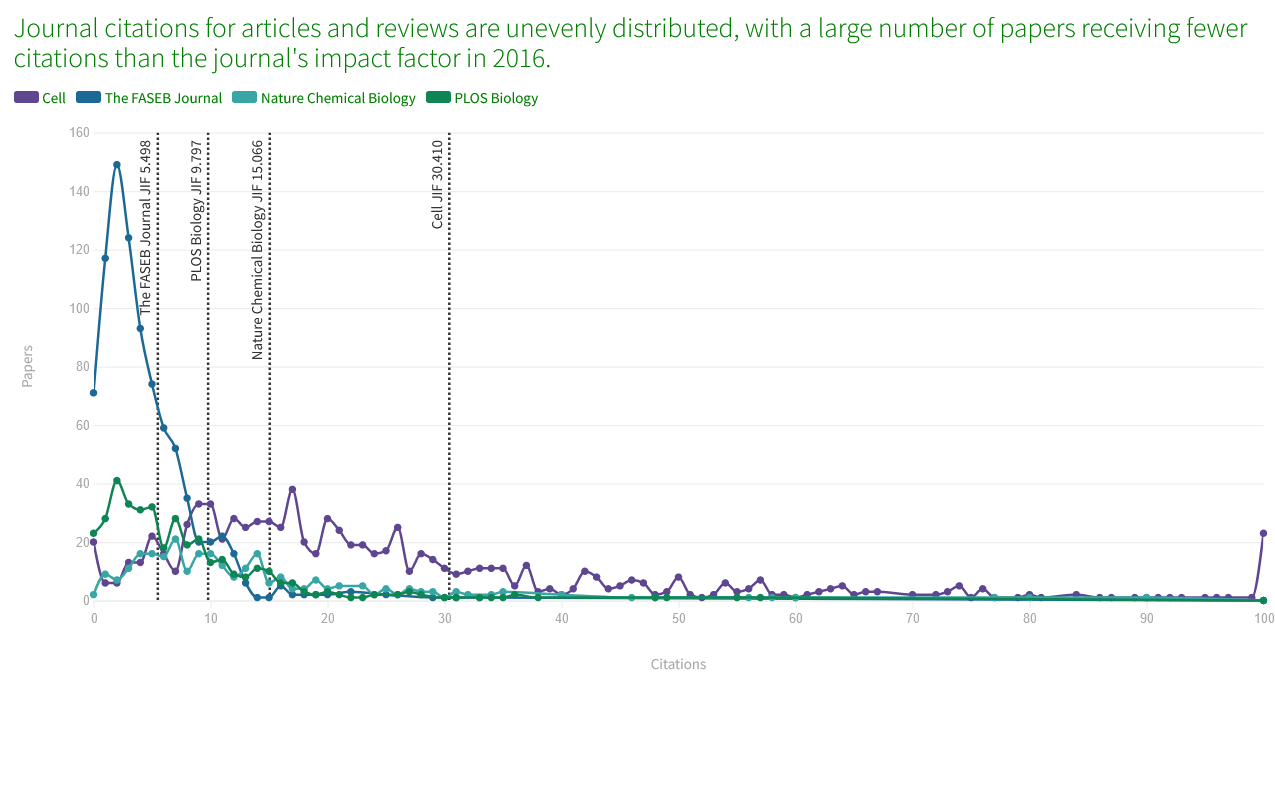 Journal citations for articles and reviews are unevenly distributed, with a large number of papers receiving fewer
citations than the journal's impact factor in 2016.
Cell The FASEB Journal Nature Chemical Biology PLOS Biology
160
140
120
100
80
60
40
20
0
Papers
The FASEB Journal JIF 5.498
PLOS Biology JIF 9.797
Nature Chemical Biology JIF 15.066
Cell JIF 30.410
0 10 20 30 40 50 60 70 80 90 100
Citations